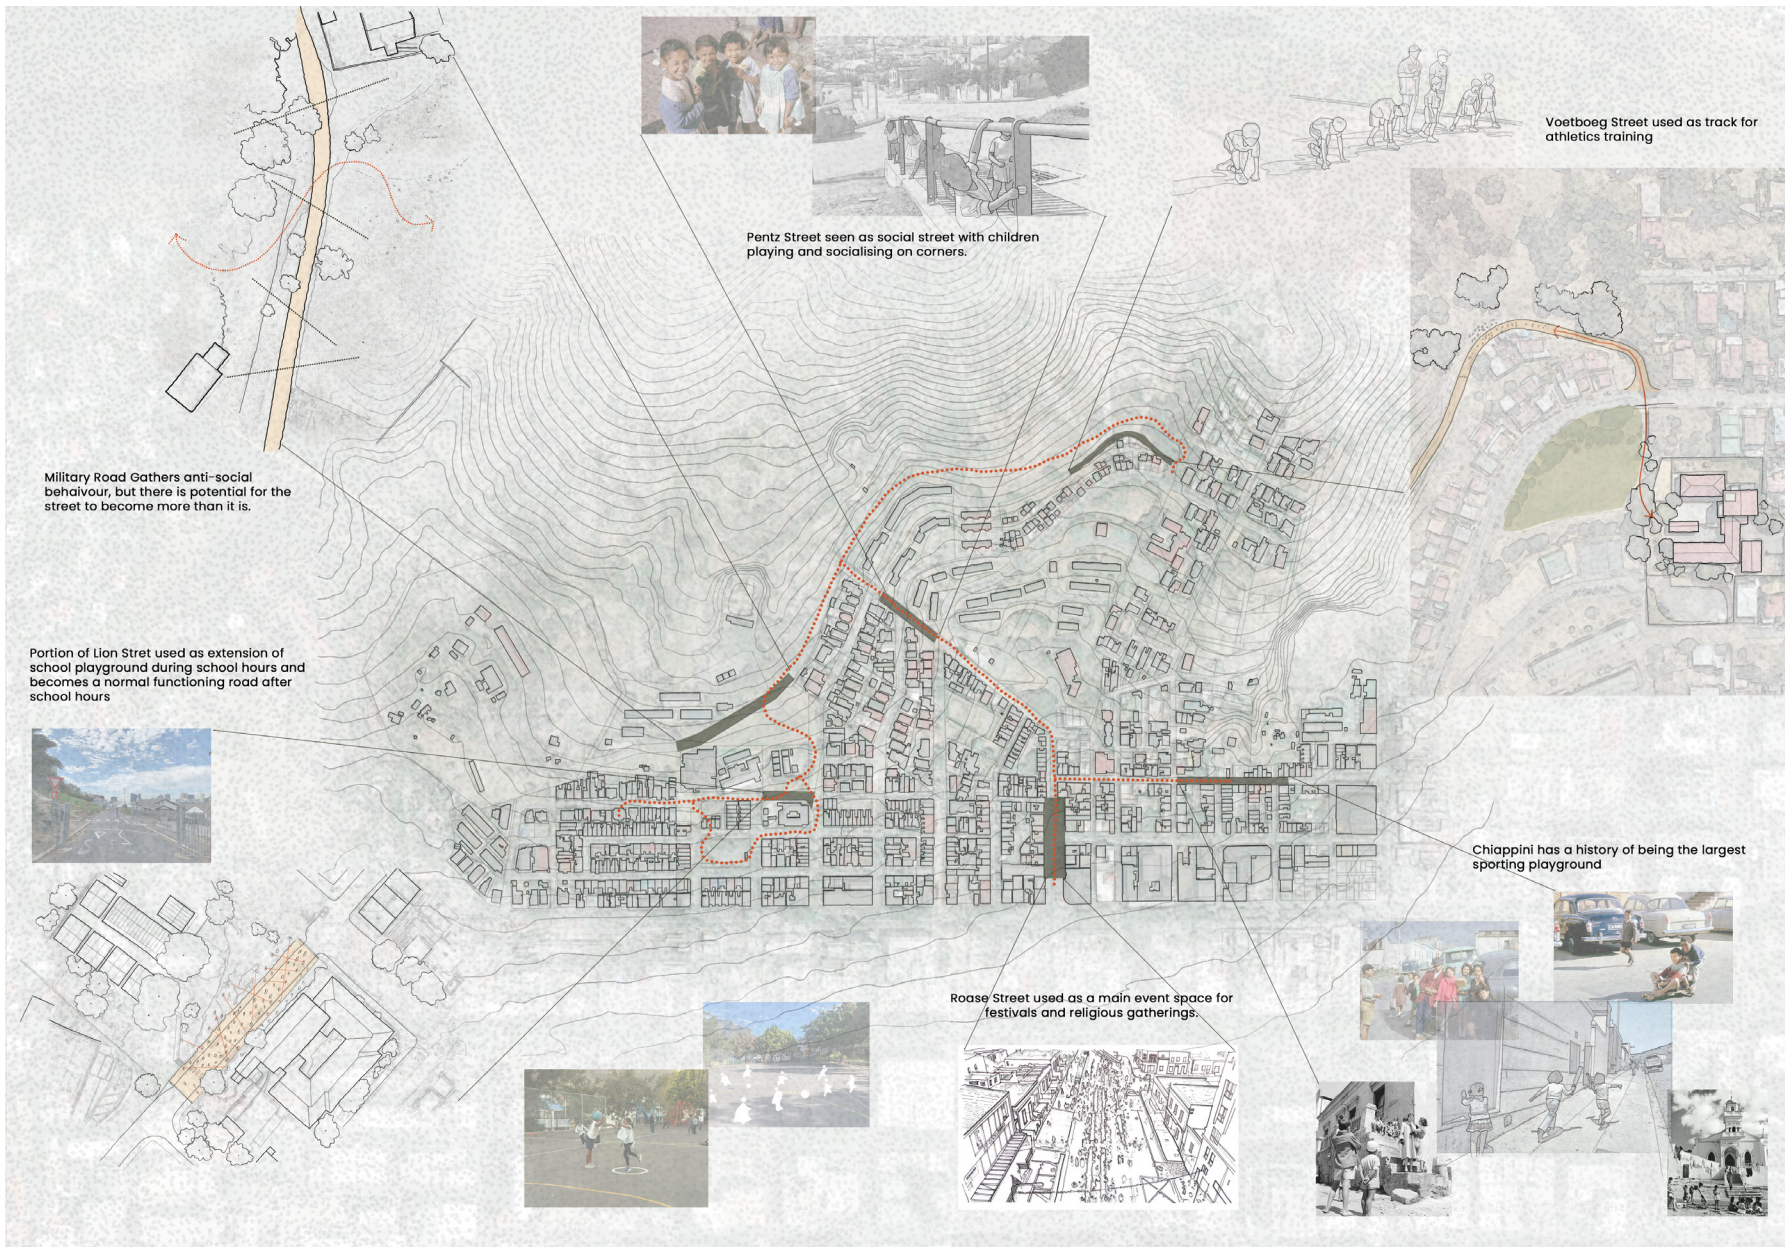 Voetboeg Street used as track for
athletics training
Pentz Street seen as social street with children
playing and socialising on corners.
Military Road Gathers anti-social
behaivour, but there is potential for the
street to become more than it is.
Portion of Lion Stret used as extension of
school playground during school hours and
becomes a normal functioning road after
school hours
Chiappini has a history of being the largest
sporting playground
Roase Street used as a main event space for
festivals and religious gatherings.